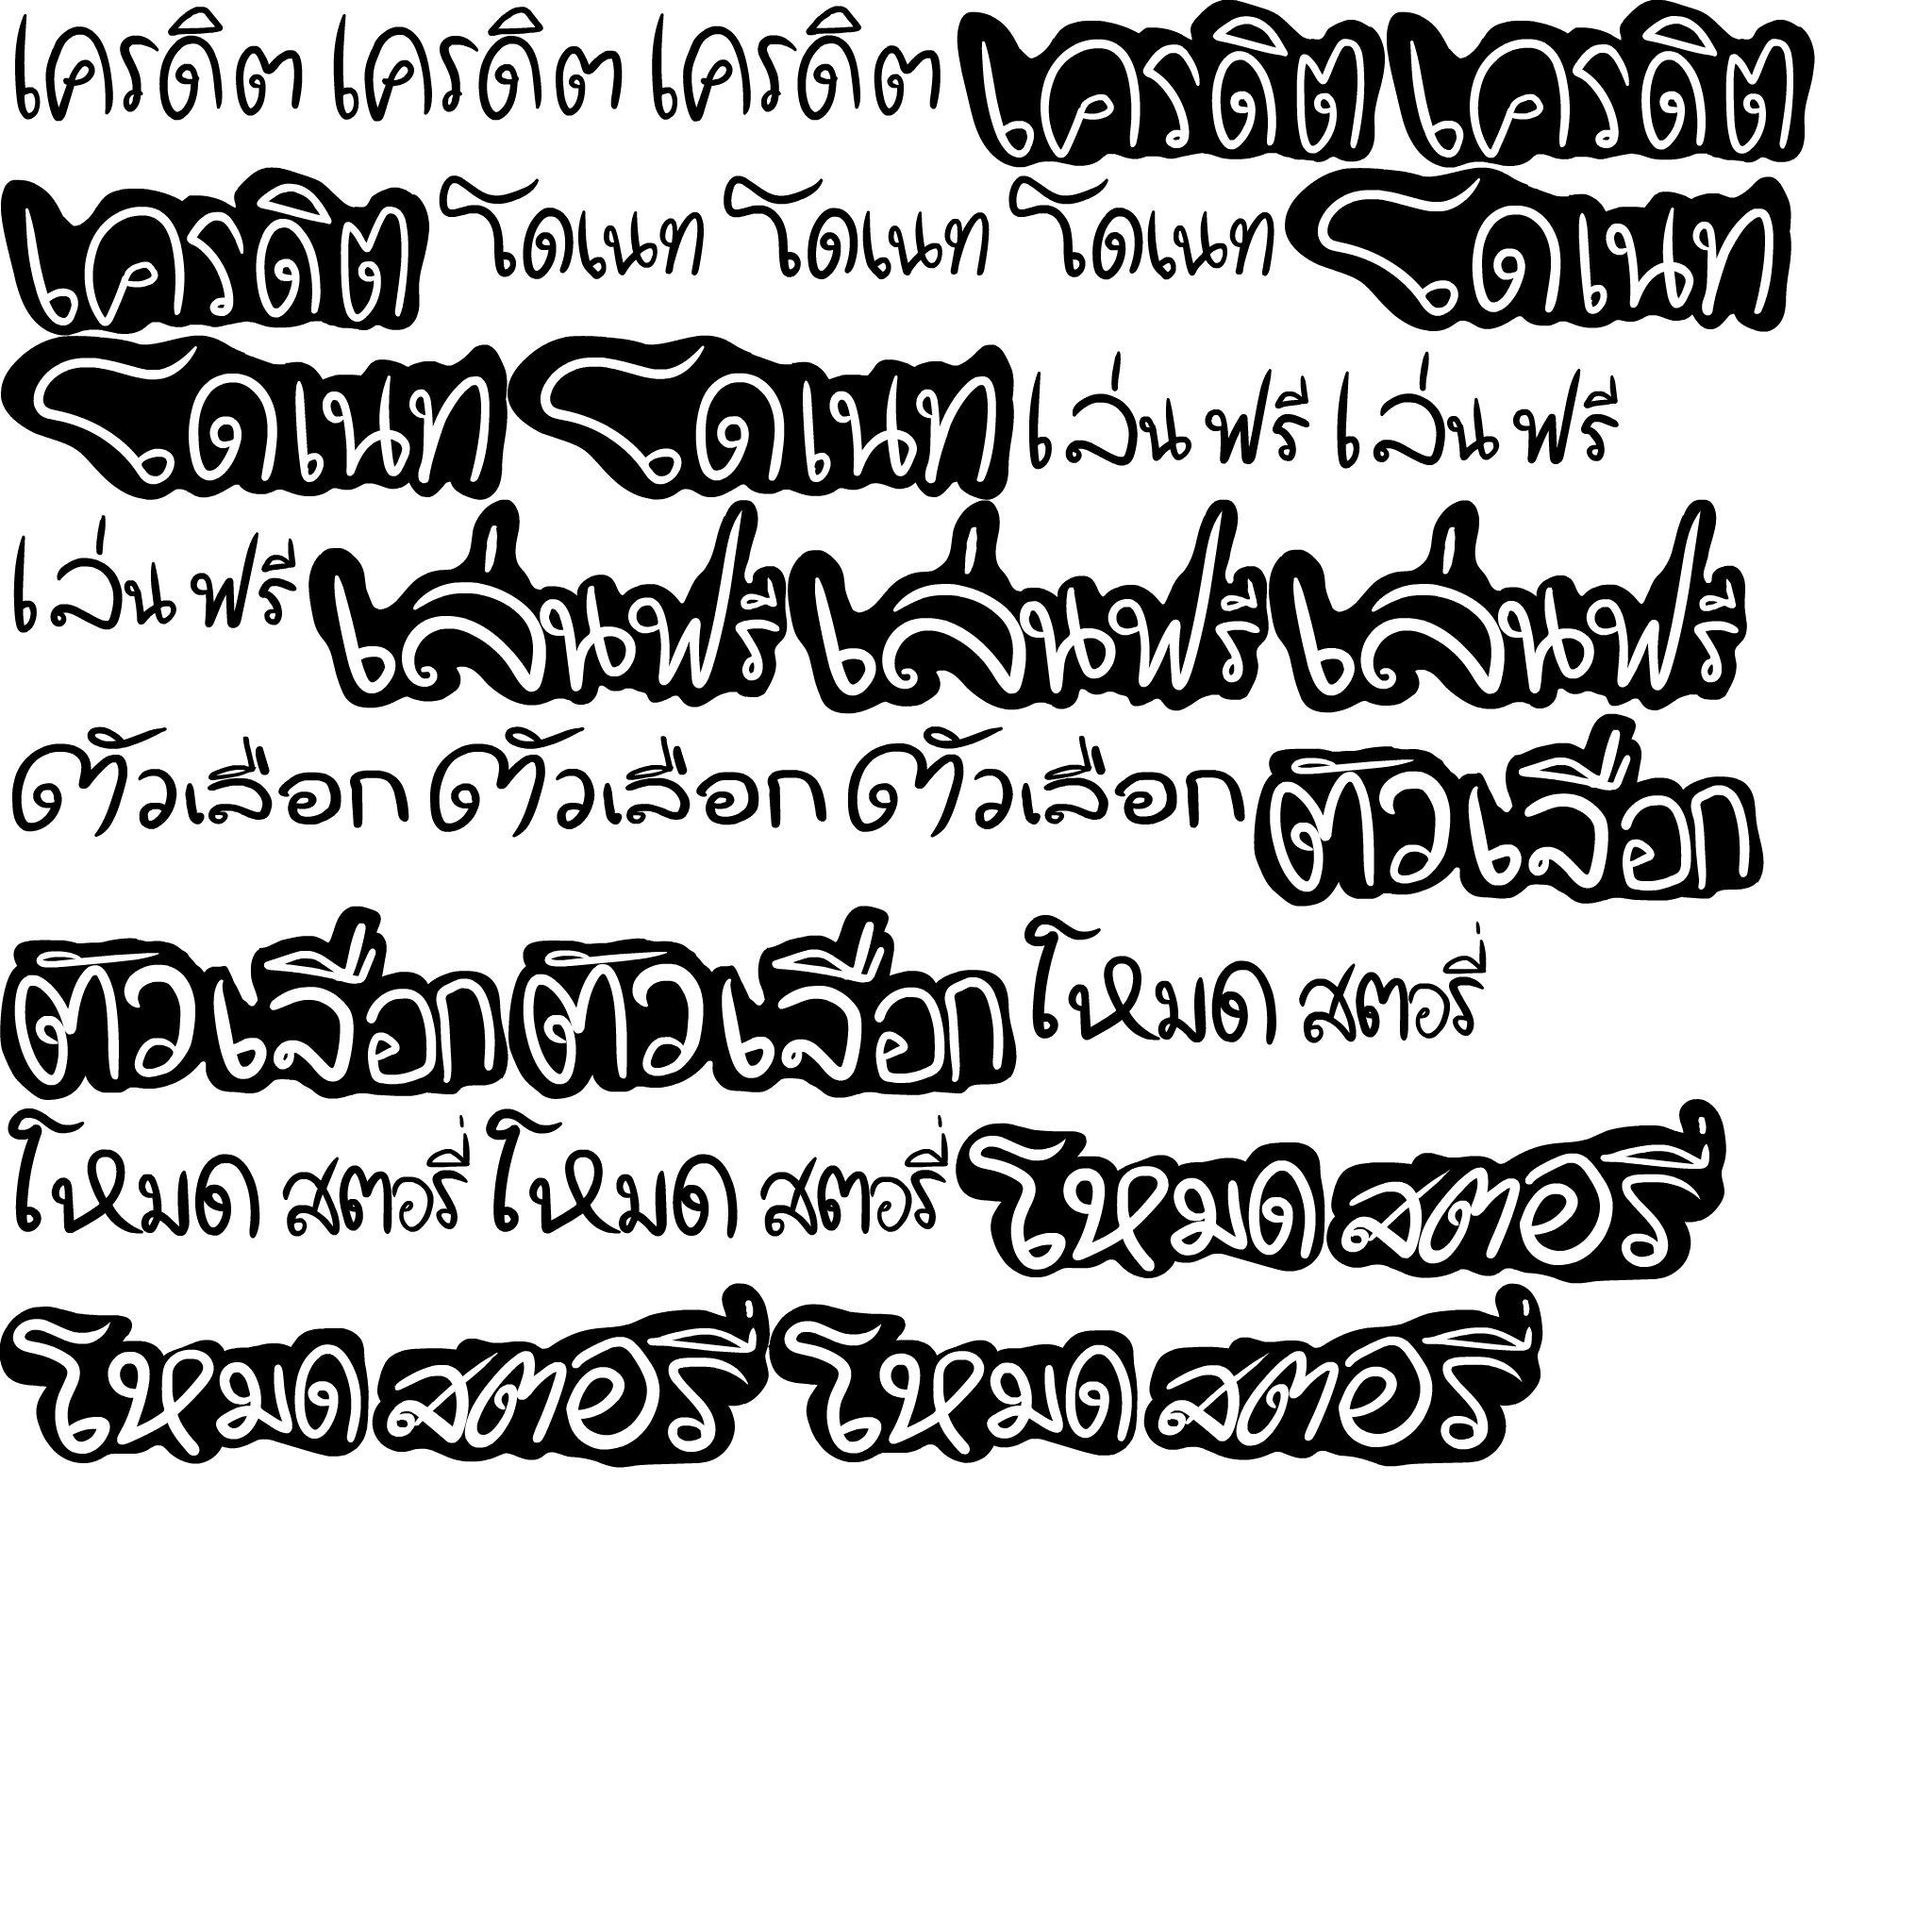 เครดิต เครดิต เครดิต เครดิต เครดิต
เครดิต โดเนท โดเนท โดเนท โดเนท
โดเนท โดเนท เล่นฟรี เล่นฟรี
เล่นฟรี เล่นฟรี เล่นฟรี เล่นฟรี
ตัวเลือก ตัวเลือก ตัวเลือก ตัวเลือก
ตัวเลือก ตัวเลือก โหมด สตอรี่
โหมด สตอรี่ โหมด สตอรี่ โหมด สตอรี่
โหมด สตอรี่ โหมด สตอรี่